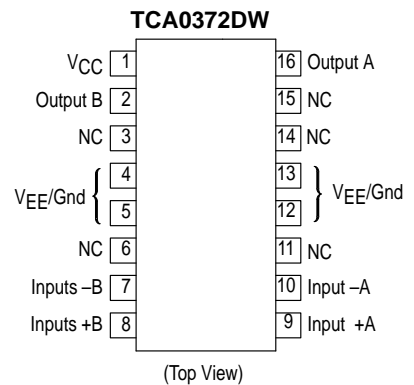 TCA0372DW
VCC 1 16 Output A
Output B 2 15 NC
NC 3 14 NC
4 13
VEE/Gnd { } VEE/Gnd
5 12
NC 6 11 NC
Inputs –B 7 10 Input –A
Inputs +B 8 9 Input +A
(Top View)